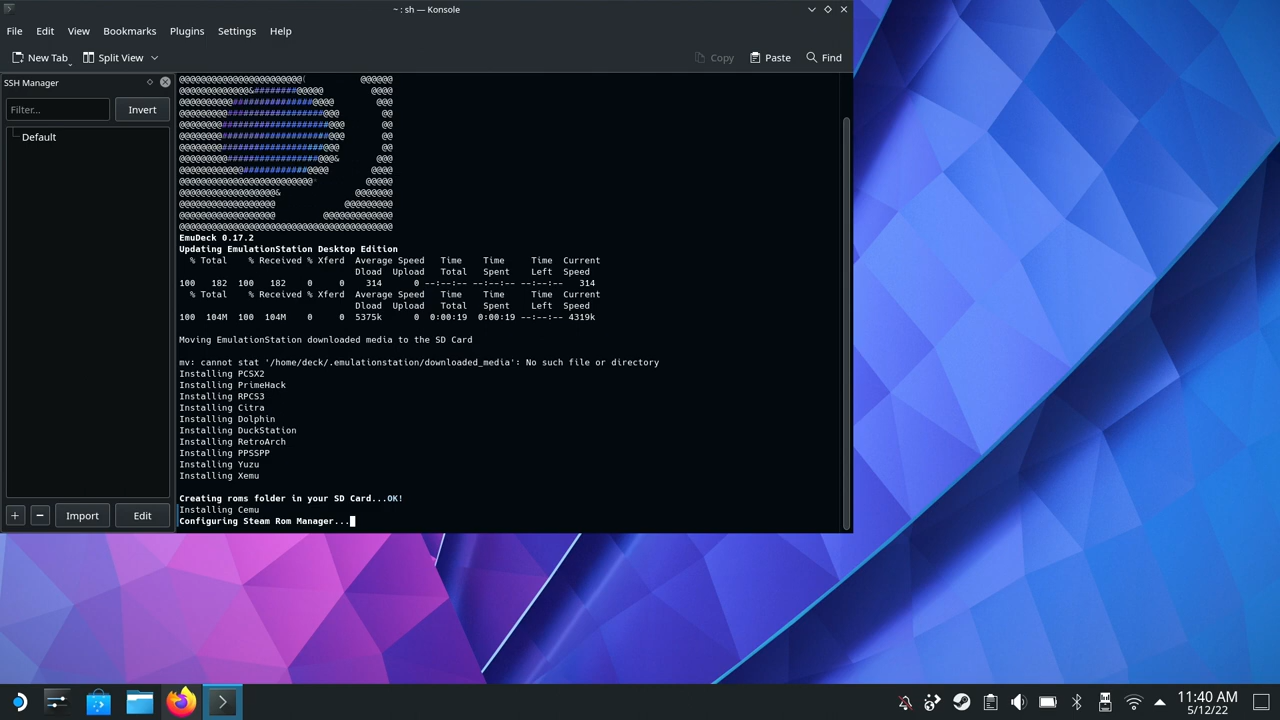 ~ : sh — Konsole
File Edit View Bookmarks Plugins Settings Help
New Tab Split View Copy Paste Find
SSH Manager
Filter... Invert
Default
EmuDeck 0.17.2
Updating EmulationStation Desktop Edition
% Total % Received % Xferd Average Speed Time Time Time Current
Dload Upload Total Spent Left Speed
100 182 100 182 0 0 314 0 --:--:-- --:--:-- --:--:-- 314
% Total % Received % Xferd Average Speed Time Time Time Current
Dload Upload Total Spent Left Speed
100 104M 100 104M 0 0 5375k 0 0:00:19 0:00:19 --:--:-- 4319k
Moving EmulationStation downloaded media to the SD Card
mv: cannot stat '/home/deck/.emulationstation/downloaded_media': No such file or directory
Installing PCSX2
Installing PrimeHack
Installing RPCS3
Installing Citra
Installing Dolphin
Installing DuckStation
Installing RetroArch
Installing PPSSPP
Installing Yuzu
Installing Xemu
Creating roms folder in your SD Card...OK!
Installing Cemu
Configuring Steam Rom Manager...
+ − Import Edit
11:40 AM
5/12/22